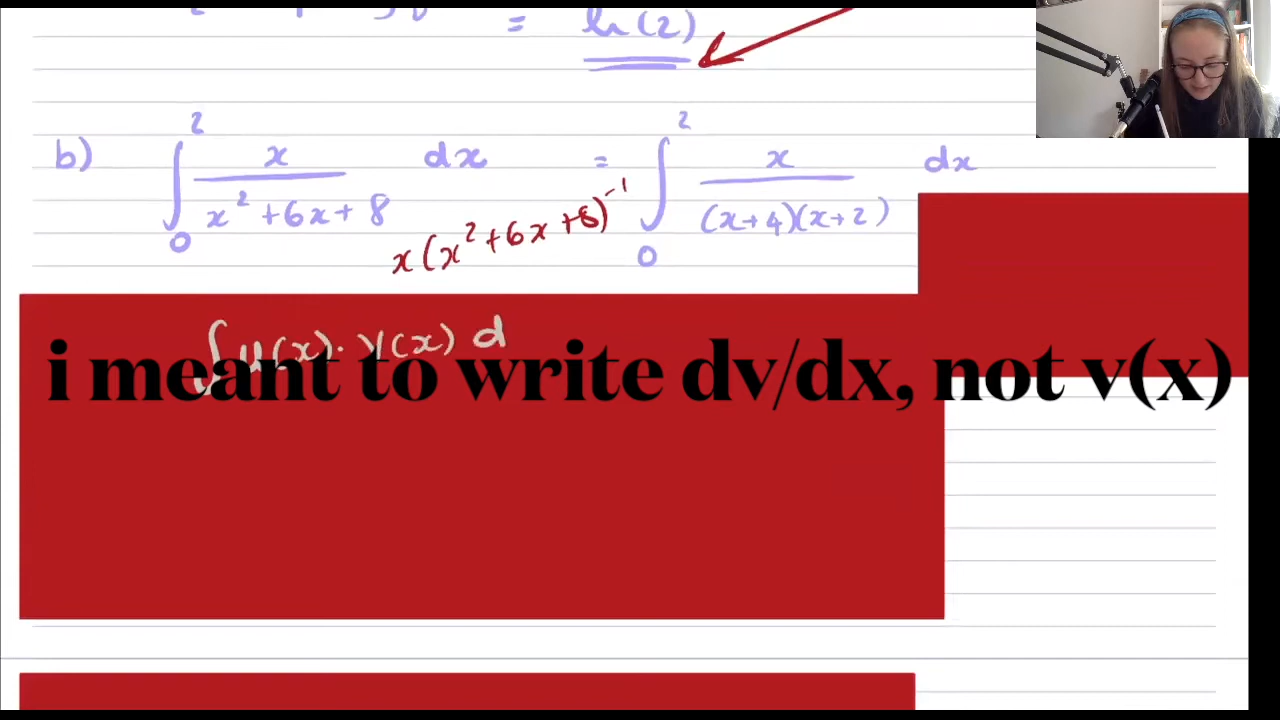 = ln(2)
b) ∫₀² x/(x² + 6x + 8) dx = ∫₀² x/((x+4)(x+2)) dx
x(x² + 6x + 8)⁻¹
∫u(x)·v(x) d
i meant to write dv/dx, not v(x)